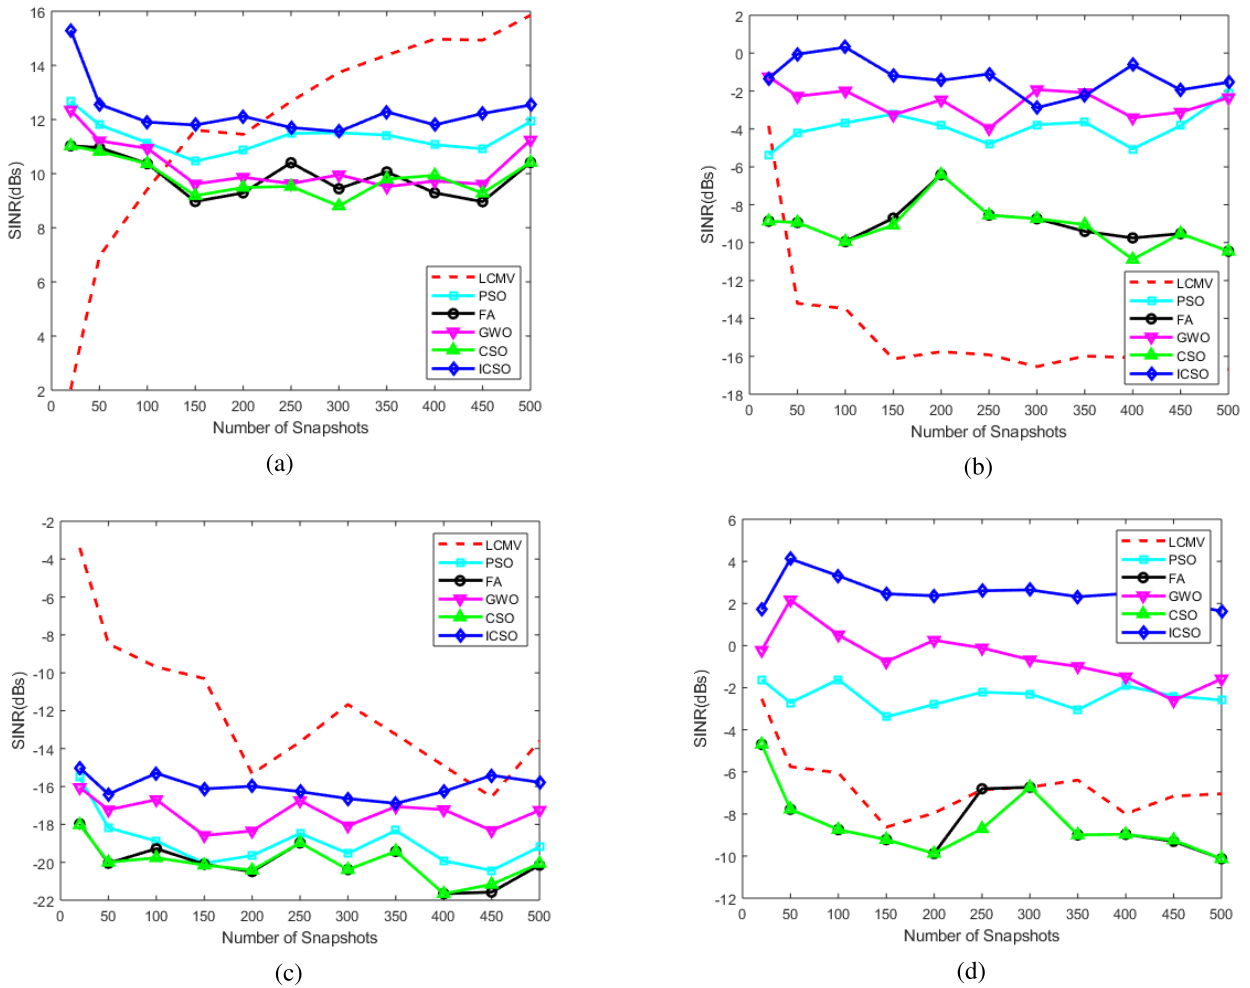 16
14
12
10
8
6
4
2
SINR(dBs)
0 50 100 150 200 250 300 350 400 450 500
Number of Snapshots
LCMV
PSO
FA
GWO
CSO
ICSO
(a)
2
0
-2
-4
-6
-8
-10
-12
-14
-16
-18
SINR(dBs)
0 50 100 150 200 250 300 350 400 450 500
Number of Snapshots
LCMV
PSO
FA
GWO
CSO
ICSO
(b)
-2
-4
-6
-8
-10
-12
-14
-16
-18
-20
-22
SINR(dBs)
0 50 100 150 200 250 300 350 400 450 500
Number of Snapshots
LCMV
PSO
FA
GWO
CSO
ICSO
(c)
6
4
2
0
-2
-4
-6
-8
-10
-12
SINR(dBs)
0 50 100 150 200 250 300 350 400 450 500
Number of Snapshots
LCMV
PSO
FA
GWO
CSO
ICSO
(d)